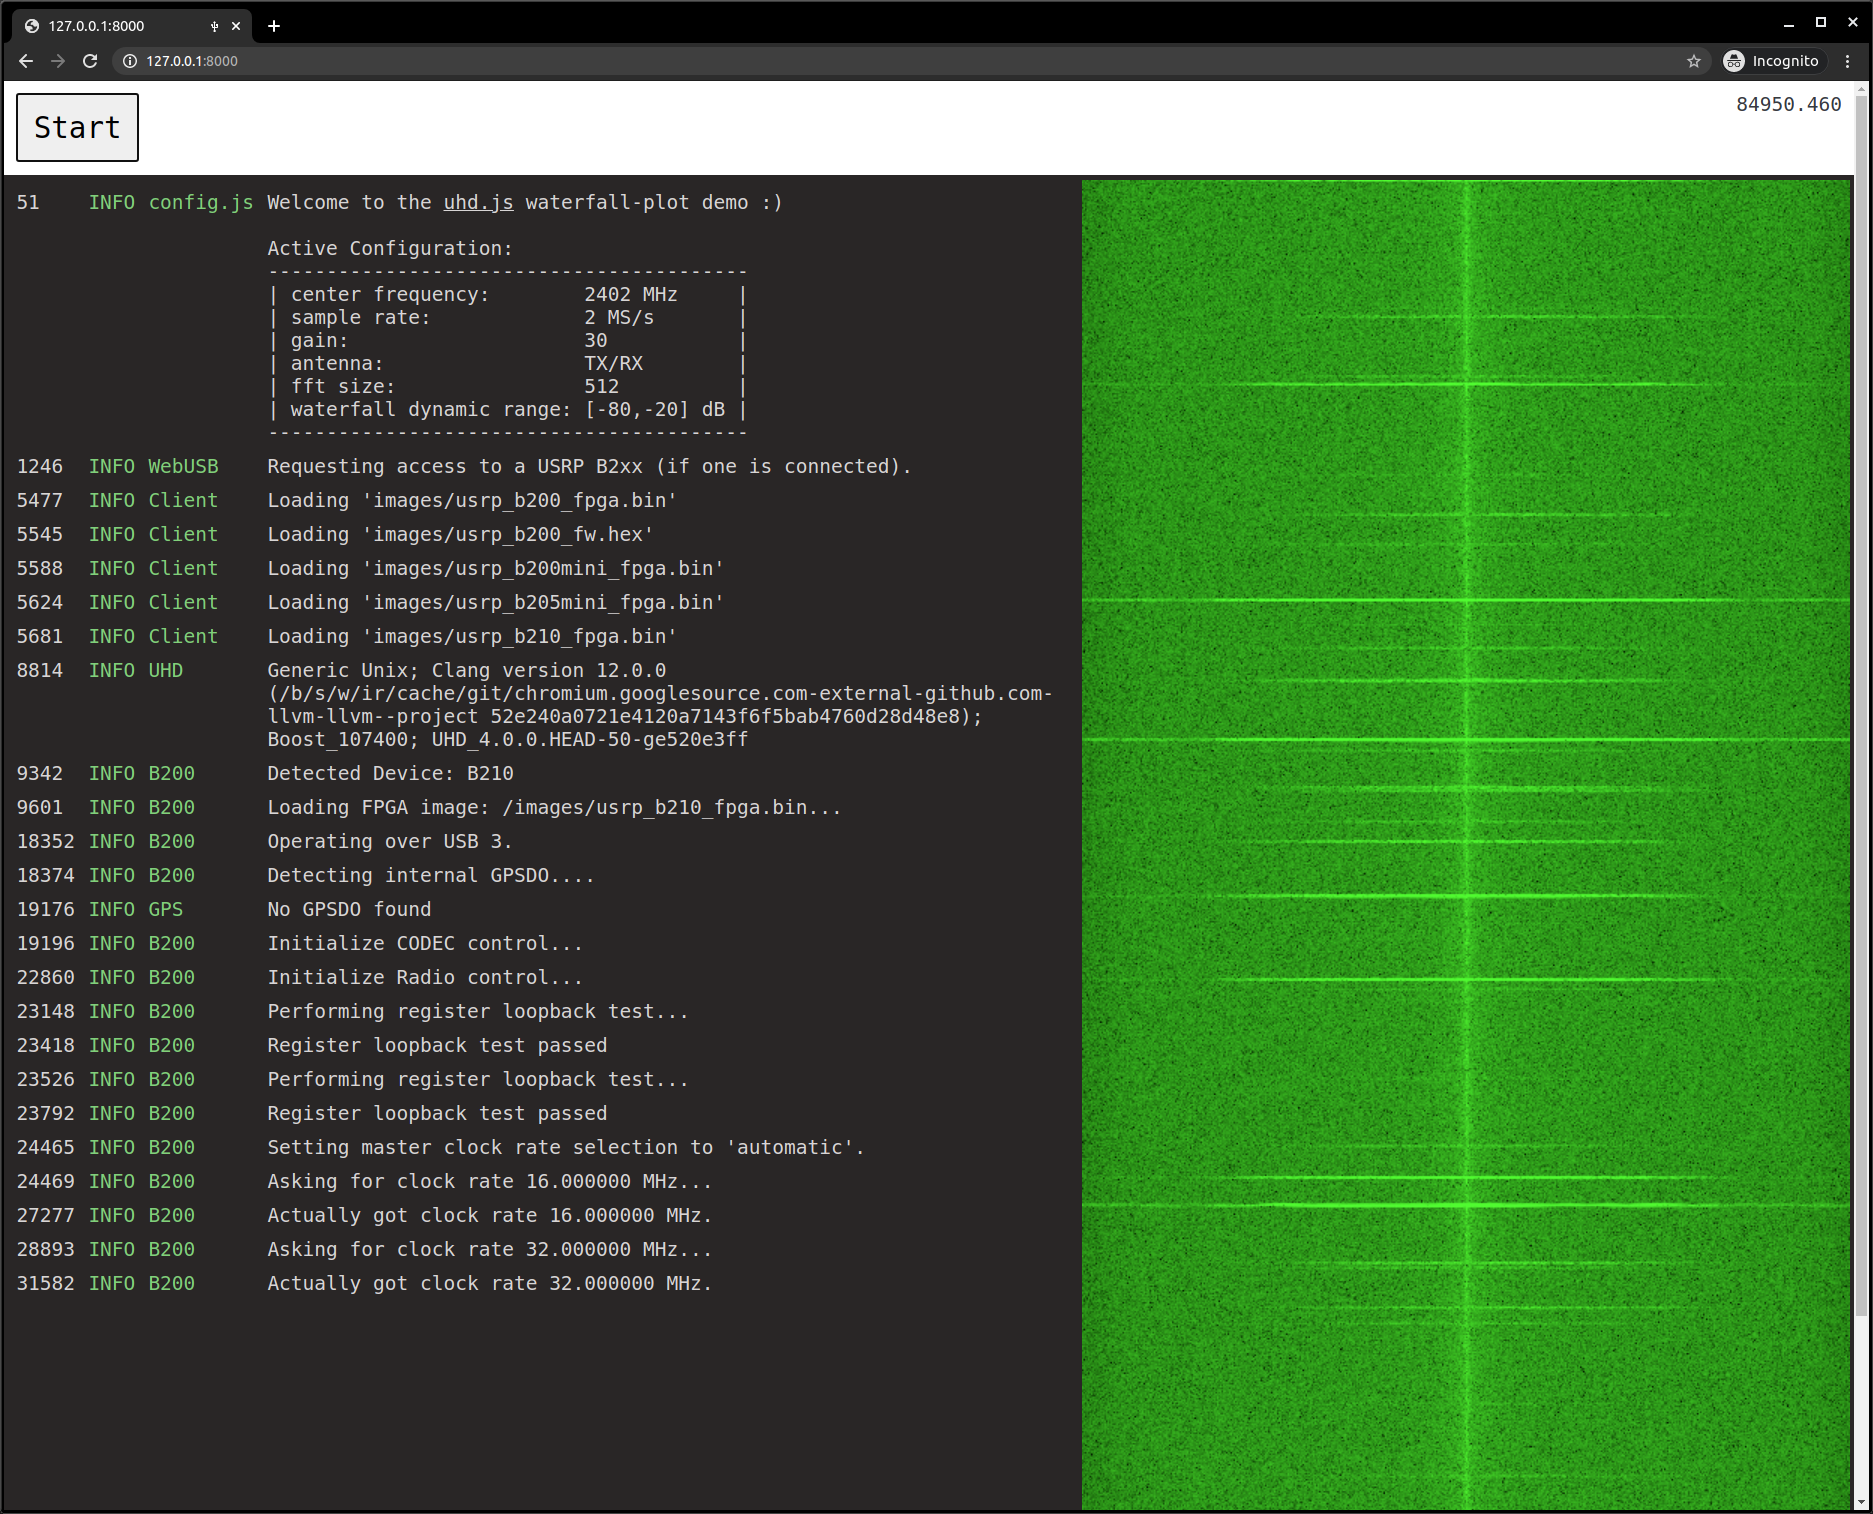 127.0.0.1:8000
127.0.0.1:8000
Incognito
Start
84950.460
51 INFO config.js Welcome to the uhd.js waterfall-plot demo :)
Active Configuration:
-----------------------------------------
| center frequency: 2402 MHz |
| sample rate: 2 MS/s |
| gain: 30 |
| antenna: TX/RX |
| fft size: 512 |
| waterfall dynamic range: [-80,-20] dB |
-----------------------------------------
1246 INFO WebUSB Requesting access to a USRP B2xx (if one is connected).
5477 INFO Client Loading 'images/usrp_b200_fpga.bin'
5545 INFO Client Loading 'images/usrp_b200_fw.hex'
5588 INFO Client Loading 'images/usrp_b200mini_fpga.bin'
5624 INFO Client Loading 'images/usrp_b205mini_fpga.bin'
5681 INFO Client Loading 'images/usrp_b210_fpga.bin'
8814 INFO UHD Generic Unix; Clang version 12.0.0
(/b/s/w/ir/cache/git/chromium.googlesource.com-external-github.com-
llvm-llvm--project 52e240a0721e4120a7143f6f5bab4760d28d48e8);
Boost_107400; UHD_4.0.0.HEAD-50-ge520e3ff
9342 INFO B200 Detected Device: B210
9601 INFO B200 Loading FPGA image: /images/usrp_b210_fpga.bin...
18352 INFO B200 Operating over USB 3.
18374 INFO B200 Detecting internal GPSDO....
19176 INFO GPS No GPSDO found
19196 INFO B200 Initialize CODEC control...
22860 INFO B200 Initialize Radio control...
23148 INFO B200 Performing register loopback test...
23418 INFO B200 Register loopback test passed
23526 INFO B200 Performing register loopback test...
23792 INFO B200 Register loopback test passed
24465 INFO B200 Setting master clock rate selection to 'automatic'.
24469 INFO B200 Asking for clock rate 16.000000 MHz...
27277 INFO B200 Actually got clock rate 16.000000 MHz.
28893 INFO B200 Asking for clock rate 32.000000 MHz...
31582 INFO B200 Actually got clock rate 32.000000 MHz.